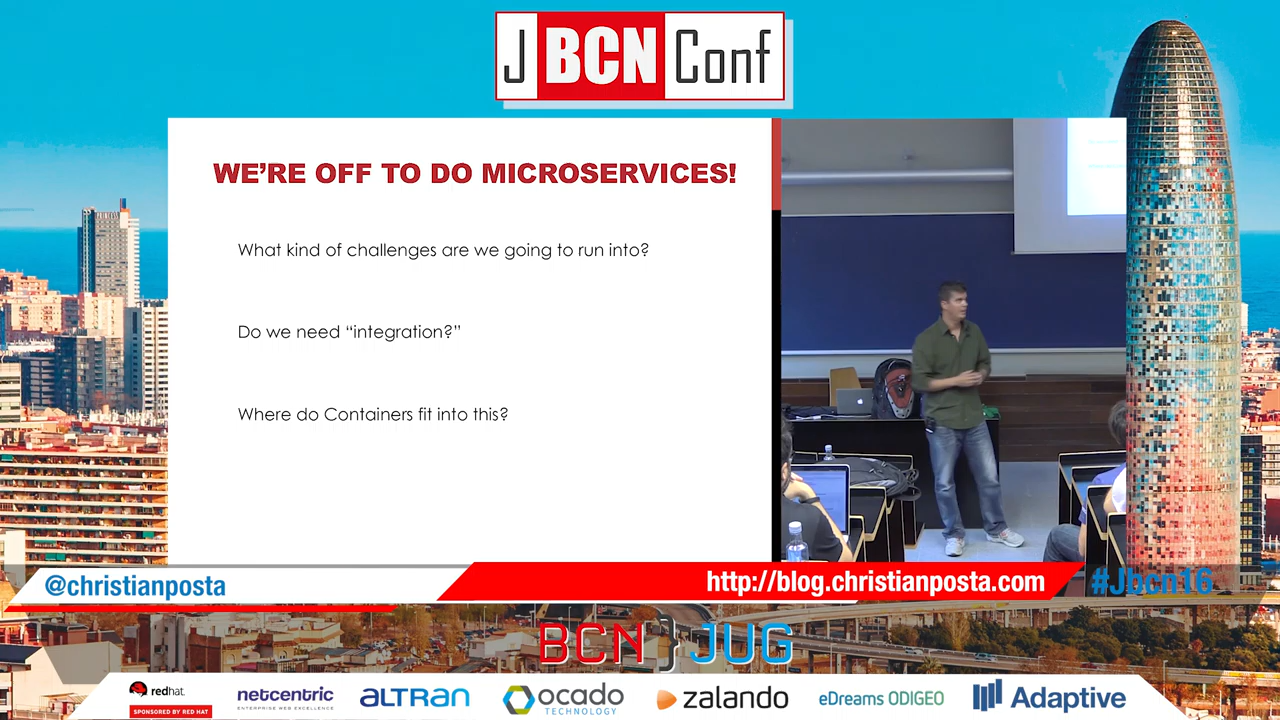 J BCN Conf
WE'RE OFF TO DO MICROSERVICES!
What kind of challenges are we going to run into?
Do we need “integration?”
Where do Containers fit into this?
@christianposta
http://blog.christianposta.com
#Jbcn16
BCN JUG
redhat.
SPONSORED BY RED HAT
netcentric
ENTERPRISE WEB EXCELLENCE
ALTRAN
ocado
TECHNOLOGY
zalando
eDreams ODIGEO
Adaptive